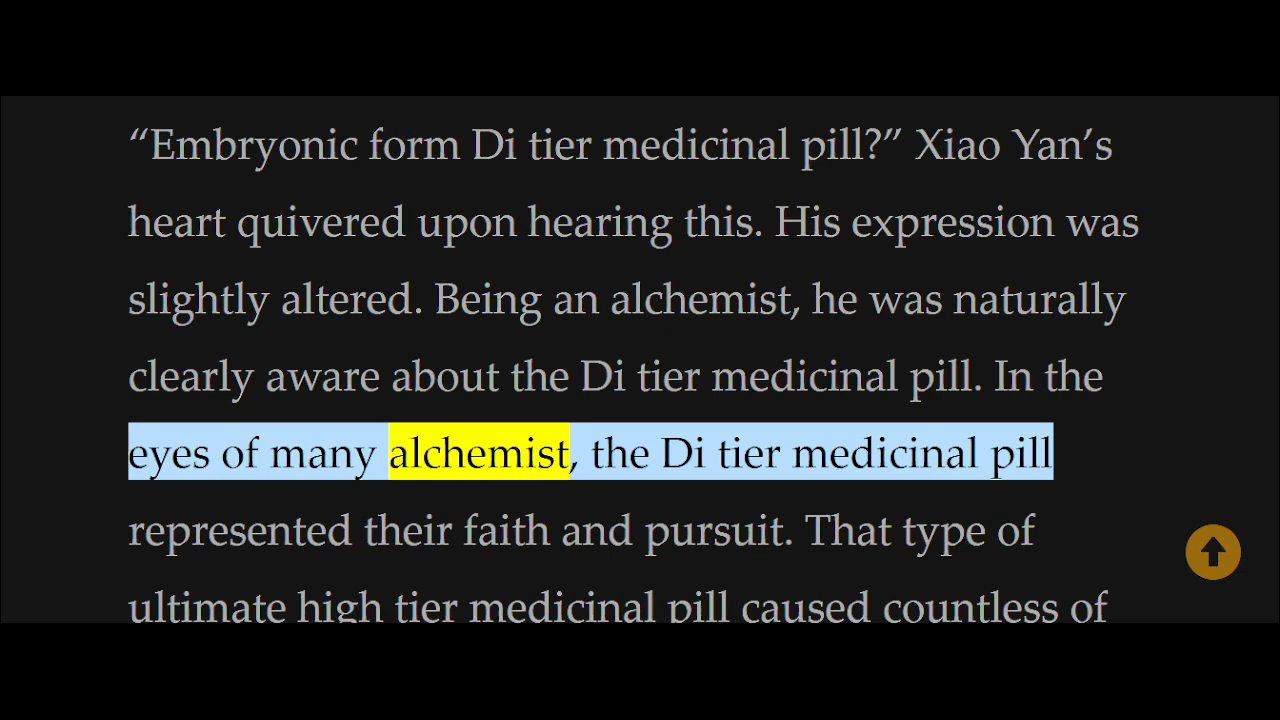 “Embryonic form Di tier medicinal pill?” Xiao Yan’s
heart quivered upon hearing this. His expression was
slightly altered. Being an alchemist, he was naturally
clearly aware about the Di tier medicinal pill. In the
eyes of many alchemist, the Di tier medicinal pill
represented their faith and pursuit. That type of
ultimate high tier medicinal pill caused countless of